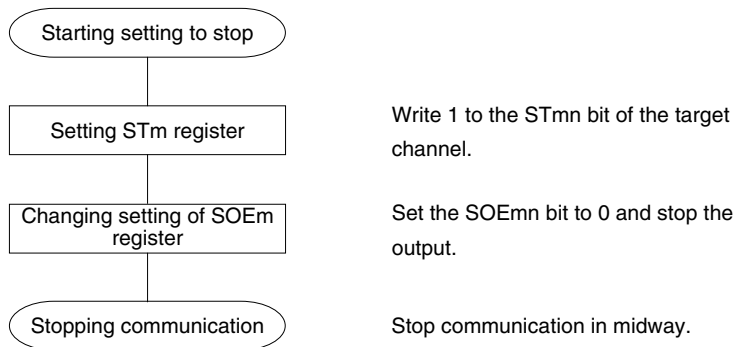 Starting setting to stop
Setting STm register
Write 1 to the STmn bit of the target
channel.
Changing setting of SOEm
register
Set the SOEmn bit to 0 and stop the
output.
Stopping communication
Stop communication in midway.